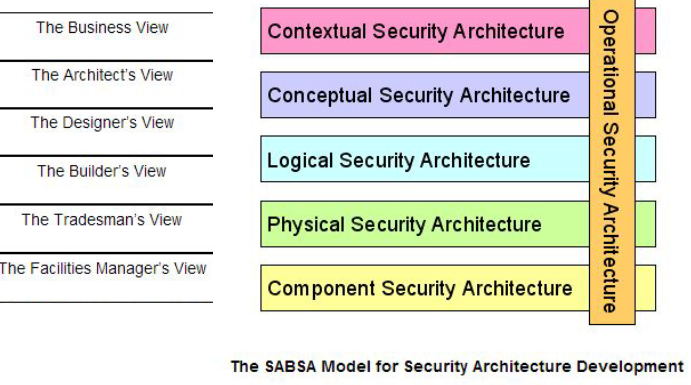 The Business View
The Architect's View
The Designer's View
The Builder's View
The Tradesman's View
The Facilities Manager's View
Contextual Security Architecture
Conceptual Security Architecture
Logical Security Architecture
Physical Security Architecture
Component Security Architecture
Operational Security Architecture
The SABSA Model for Security Architecture Development